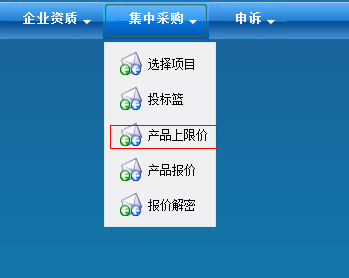 企业资质 集中采购 申诉
选择项目
投标篮
产品上限价
产品报价
报价解密